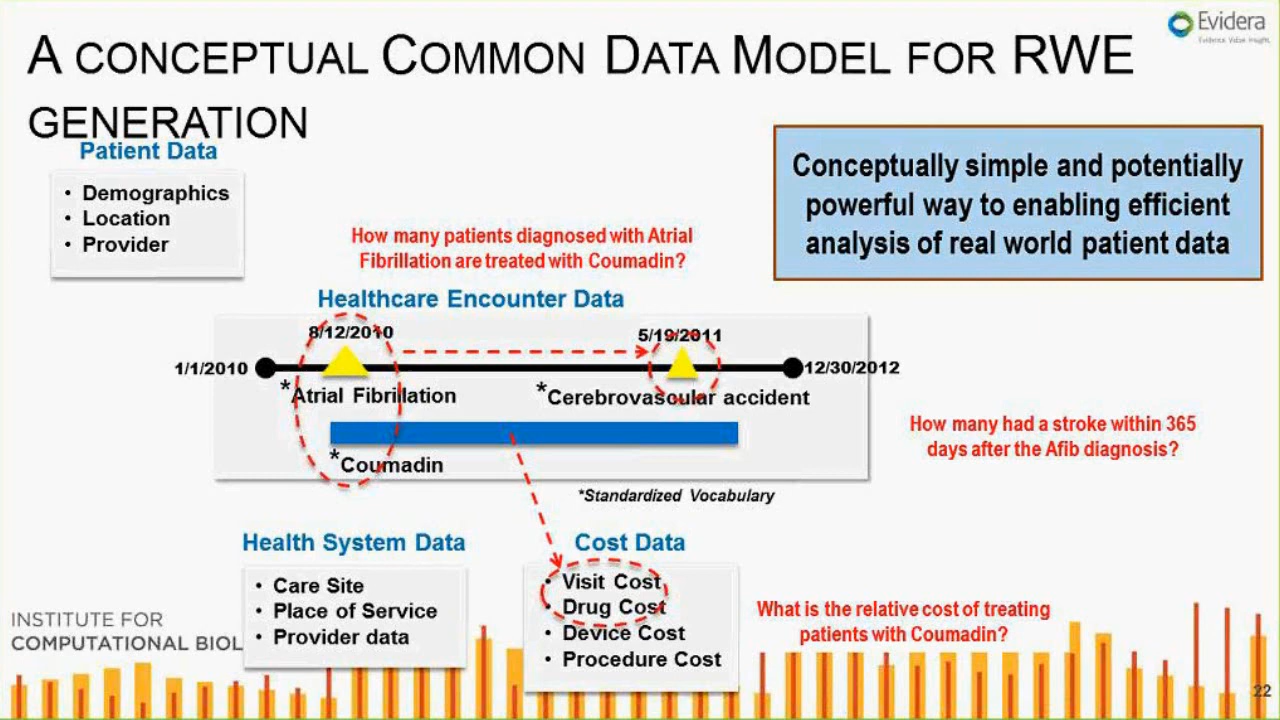 Evidera
Evidence Value Insight
A CONCEPTUAL COMMON DATA MODEL FOR RWE
GENERATION
Patient Data
• Demographics
• Location
• Provider
Conceptually simple and potentially
powerful way to enabling efficient
analysis of real world patient data
How many patients diagnosed with Atrial
Fibrillation are treated with Coumadin?
Healthcare Encounter Data
8/12/2010
5/19/2011
1/1/2010
12/30/2012
*Atrial Fibrillation
*Cerebrovascular accident
*Coumadin
How many had a stroke within 365
days after the Afib diagnosis?
*Standardized Vocabulary
Health System Data
• Care Site
• Place of Service
• Provider data
Cost Data
• Visit Cost
• Drug Cost
• Device Cost
• Procedure Cost
What is the relative cost of treating
patients with Coumadin?
INSTITUTE FOR
COMPUTATIONAL BIOL
22